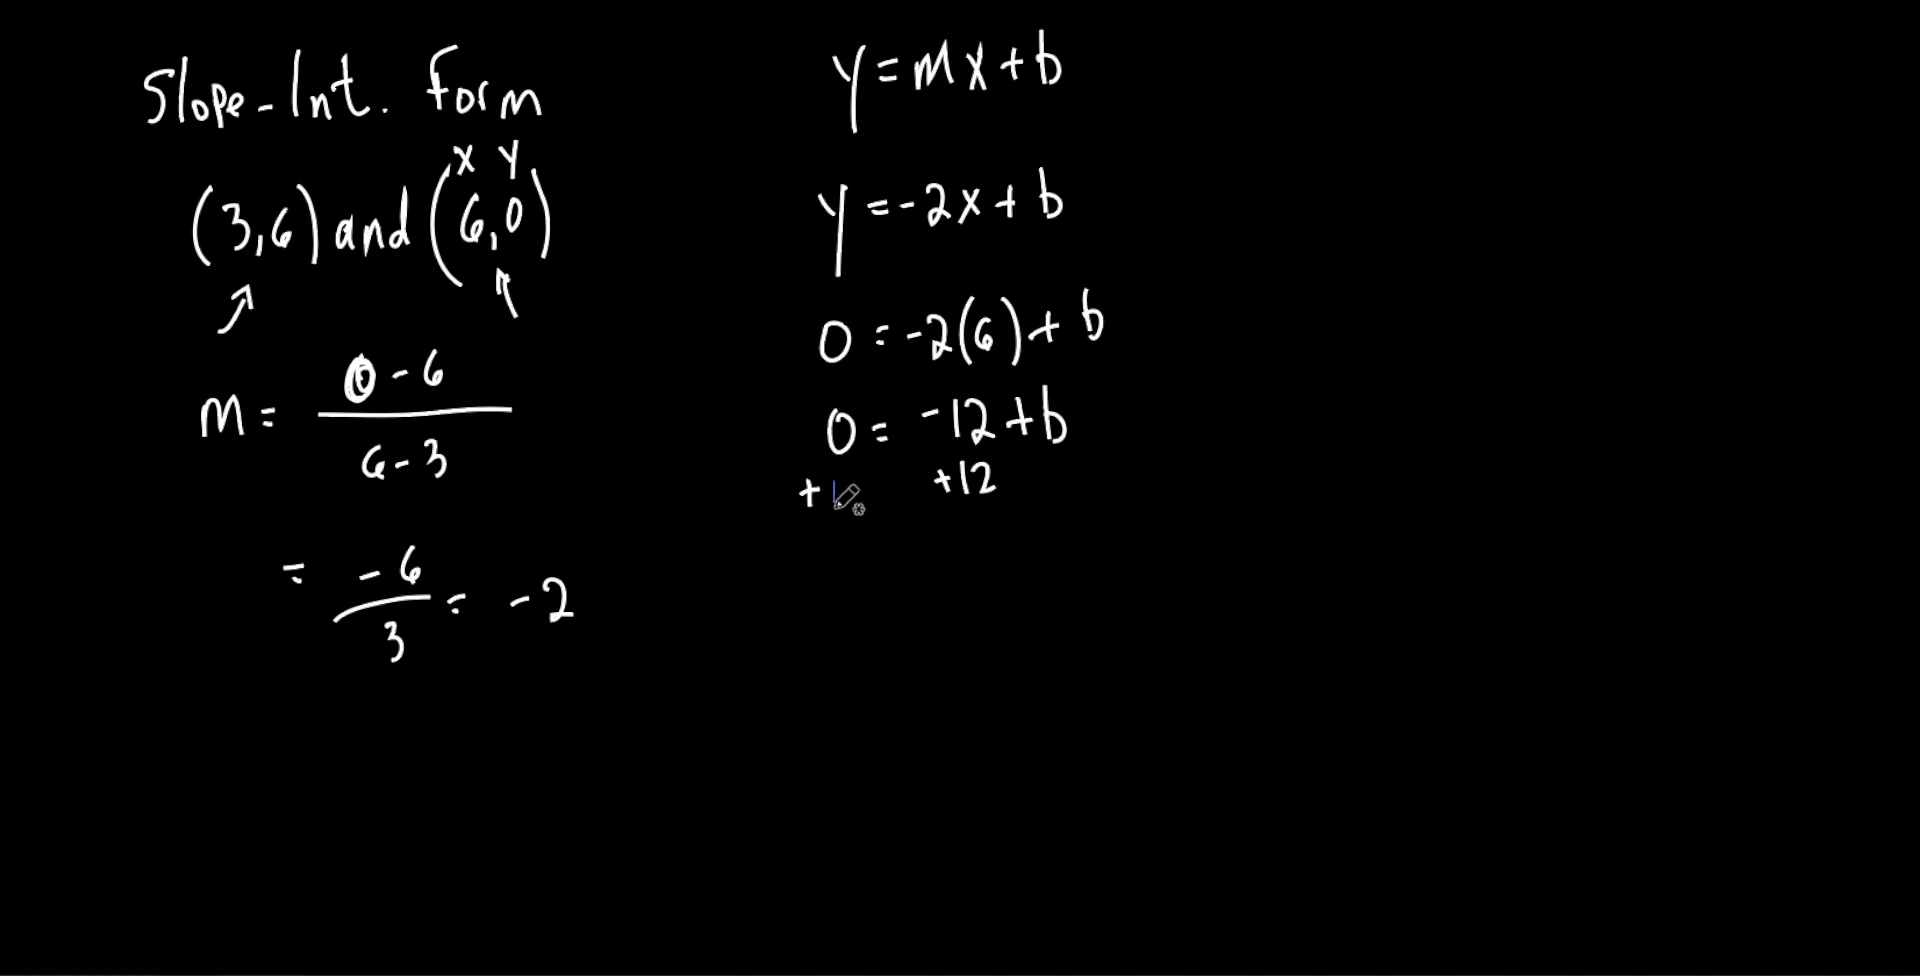 Slope-Int. Form
x y
(3,6) and (6,0)
m = 0 - 6
6 - 3
= -6
3
= -2
y = mx + b
y = -2x + b
0 = -2(6) + b
0 = -12 + b
+ +12